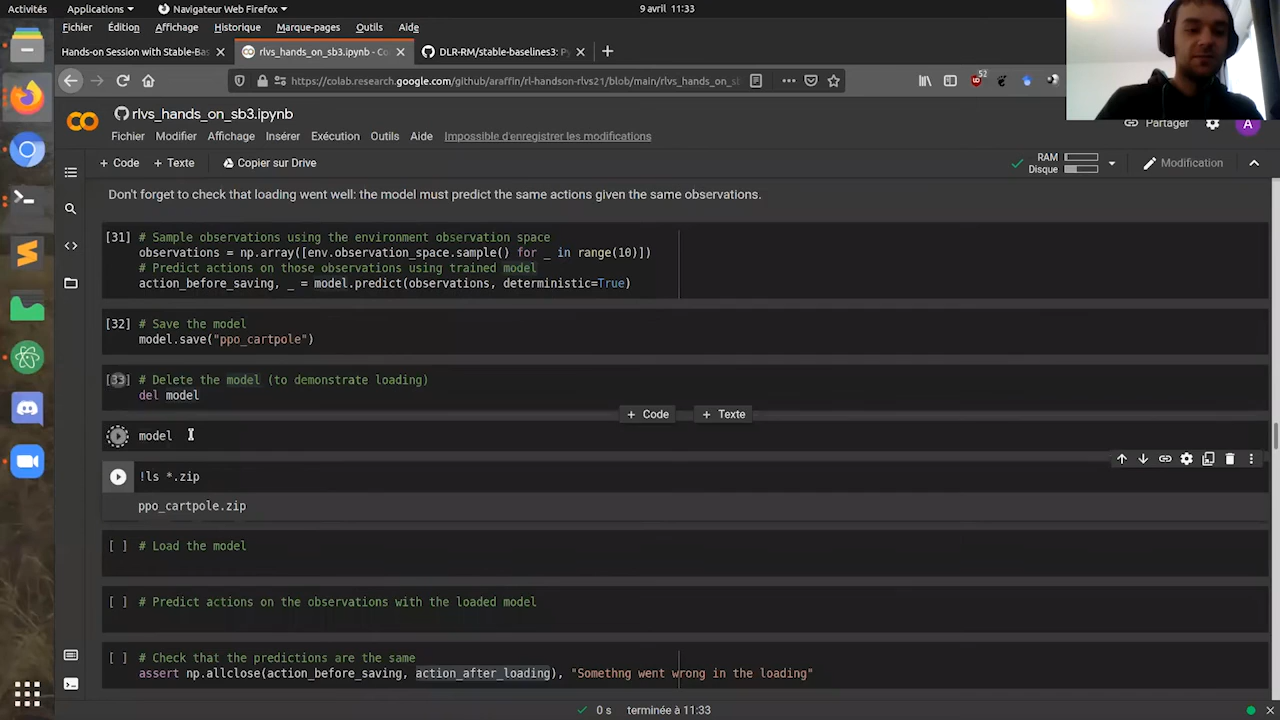 Activités
Applications
Navigateur Web Firefox
9 avril 11:33
Fichier Édition Affichage Historique Marque-pages Outils Aide
Hands-on Session with Stable-Bas
rlvs_hands_on_sb3.ipynb - Co
DLR-RM/stable-baselines3: Py
https://colab.research.google.com/github/araffin/rl-handson-rlvs21/blob/main/rlvs_hands_on_sb
52
rlvs_hands_on_sb3.ipynb
Partager
A
Fichier Modifier Affichage Insérer Exécution Outils Aide Impossible d'enregistrer les modifications
+ Code + Texte Copier sur Drive
RAM
Disque
Modification
Don't forget to check that loading went well: the model must predict the same actions given the same observations.
[31] # Sample observations using the environment observation space
observations = np.array([env.observation_space.sample() for _ in range(10)])
# Predict actions on those observations using trained model
action_before_saving, _ = model.predict(observations, deterministic=True)
[32] # Save the model
model.save("ppo_cartpole")
[33] # Delete the model (to demonstrate loading)
del model
+ Code + Texte
model
!ls *.zip
ppo_cartpole.zip
[ ] # Load the model
[ ] # Predict actions on the observations with the loaded model
[ ] # Check that the predictions are the same
assert np.allclose(action_before_saving, action_after_loading), "Somethng went wrong in the loading"
0 s terminée à 11:33